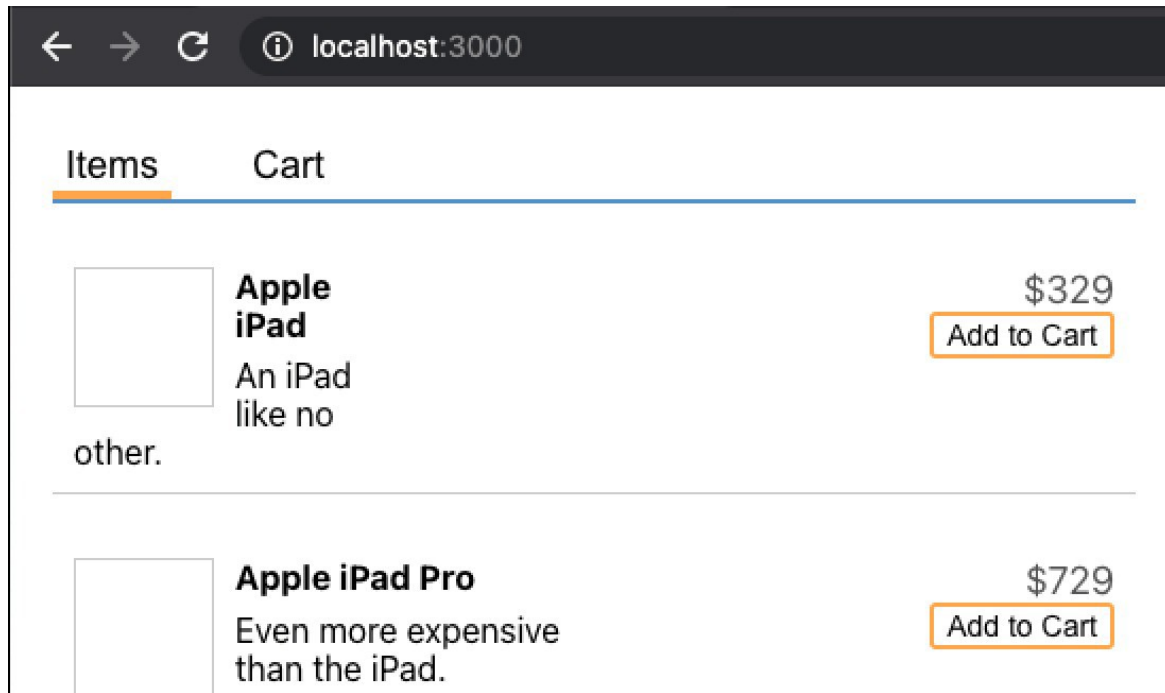 localhost:3000
Items Cart
Apple
iPad
$329
Add to Cart
An iPad
like no
other.
Apple iPad Pro
$729
Add to Cart
Even more expensive
than the iPad.